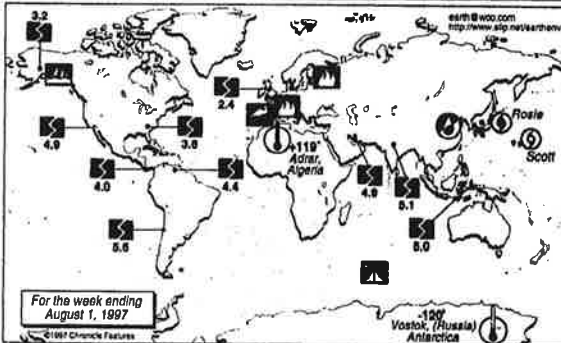 3.2
earth@woo.com
http://www.slip.net/earthenv
2.4
Rosie
Scott
4.9
3.6
+119°
Adrar,
Algeria
4.0
4.4
4.9
5.1
5.6
5.0
For the week ending
August 1, 1997
-120°
Vostok, (Russia)
Antarctica
©1997 Chronicle Features